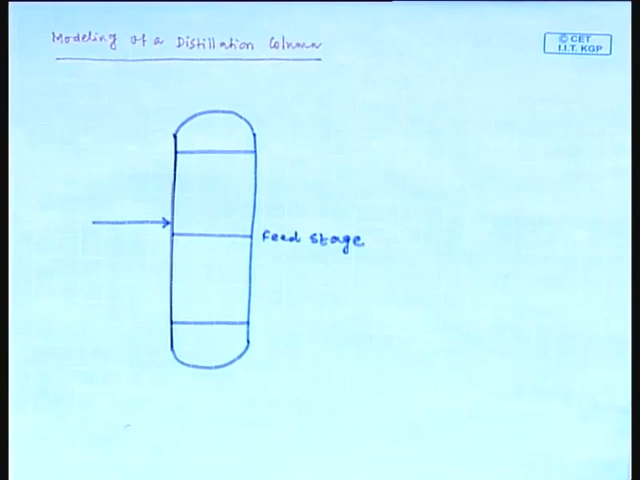 Modeling of a Distillation Column
© CET
I.I.T. KGP
Feed Stage